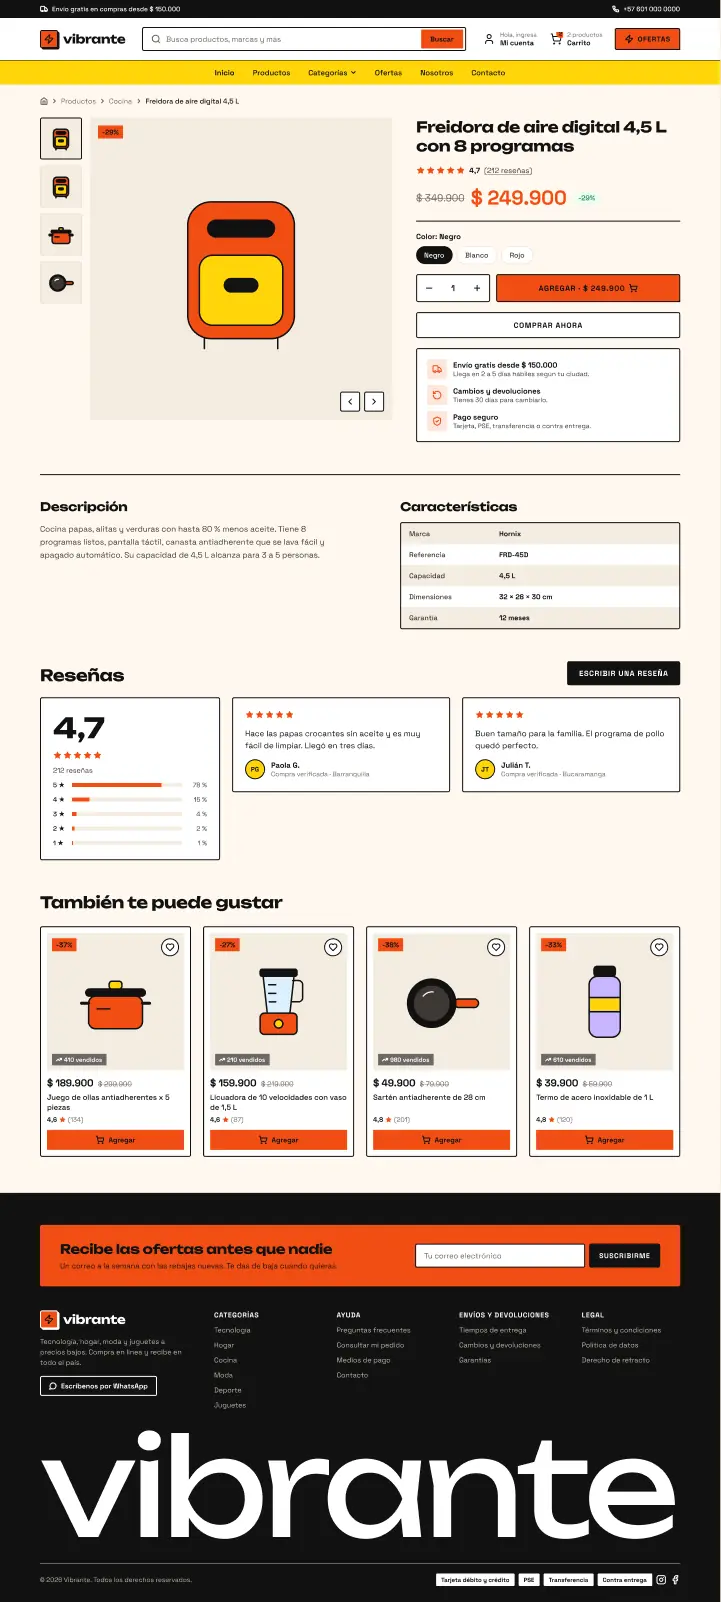 Envío gratis en compras desde $ 150.000
+57 601 000 0000
vibrante
Busca productos, marcas y más
Buscar
Hola, ingresa
Mi cuenta
2 productos
Carrito
OFERTAS
Inicio
Productos
Categorías
Ofertas
Nosotros
Contacto
Productos
Cocina
Freidora de aire digital 4,5 L
-29%
Freidora de aire digital 4,5 L
con 8 programas
4,7 (212 reseñas)
$ 349.900 $ 249.900 -29%
Color: Negro
Negro
Blanco
Rojo
− 1 +
AGREGAR · $ 249.900
COMPRAR AHORA
Envío gratis desde $ 150.000
Llega en 2 a 5 días hábiles según tu ciudad.
Cambios y devoluciones
Tienes 30 días para cambiarlo.
Pago seguro
Tarjeta, PSE, transferencia o contra entrega.
Descripción
Cocina papas, alitas y verduras con hasta 80 % menos aceite. Tiene 8
programas listos, pantalla táctil, canasta antiadherente que se lava fácil y
apagado automático. Su capacidad de 4,5 L alcanza para 3 a 5 personas.
Características
Marca Hornix
Referencia FRD-45D
Capacidad 4,5 L
Dimensiones 32 × 28 × 30 cm
Garantía 12 meses
Reseñas
ESCRIBIR UNA RESEÑA
4,7
212 reseñas
5 ★ 78 %
4 ★ 15 %
3 ★ 4 %
2 ★ 2 %
1 ★ 1 %
Hace las papas crocantes sin aceite y es muy
fácil de limpiar. Llegó en tres días.
PG
Paola G.
Compra verificada · Barranquilla
Buen tamaño para la familia. El programa de pollo
quedó perfecto.
JT
Julián T.
Compra verificada · Bucaramanga
También te puede gustar
-37%
410 vendidos
$ 189.900 $ 299.900
Juego de ollas antiadherentes x 5
piezas
4,6 ★ (134)
Agregar
-27%
210 vendidos
$ 159.900 $ 219.900
Licuadora de 10 velocidades con vaso
de 1,5 L
4,6 ★ (87)
Agregar
-38%
980 vendidos
$ 49.900 $ 79.900
Sartén antiadherente de 28 cm
4,8 ★ (201)
Agregar
-33%
610 vendidos
$ 39.900 $ 59.900
Termo de acero inoxidable de 1 L
4,8 ★ (120)
Agregar
Recibe las ofertas antes que nadie
Un correo a la semana con las rebajas nuevas. Te das de baja cuando quieras.
Tu correo electrónico
SUSCRIBIRME
vibrante
Tecnología, hogar, moda y juguetes a
precios bajos. Compra en línea y recibe en
todo el país.
Escríbenos por WhatsApp
CATEGORÍAS
Tecnología
Hogar
Cocina
Moda
Deporte
Juguetes
AYUDA
Preguntas frecuentes
Consultar mi pedido
Medios de pago
Contacto
ENVÍOS Y DEVOLUCIONES
Tiempos de entrega
Cambios y devoluciones
Garantías
LEGAL
Términos y condiciones
Política de datos
Derecho de retracto
vibrante
© 2026 Vibrante. Todos los derechos reservados.
Tarjeta débito y crédito
PSE
Transferencia
Contra entrega